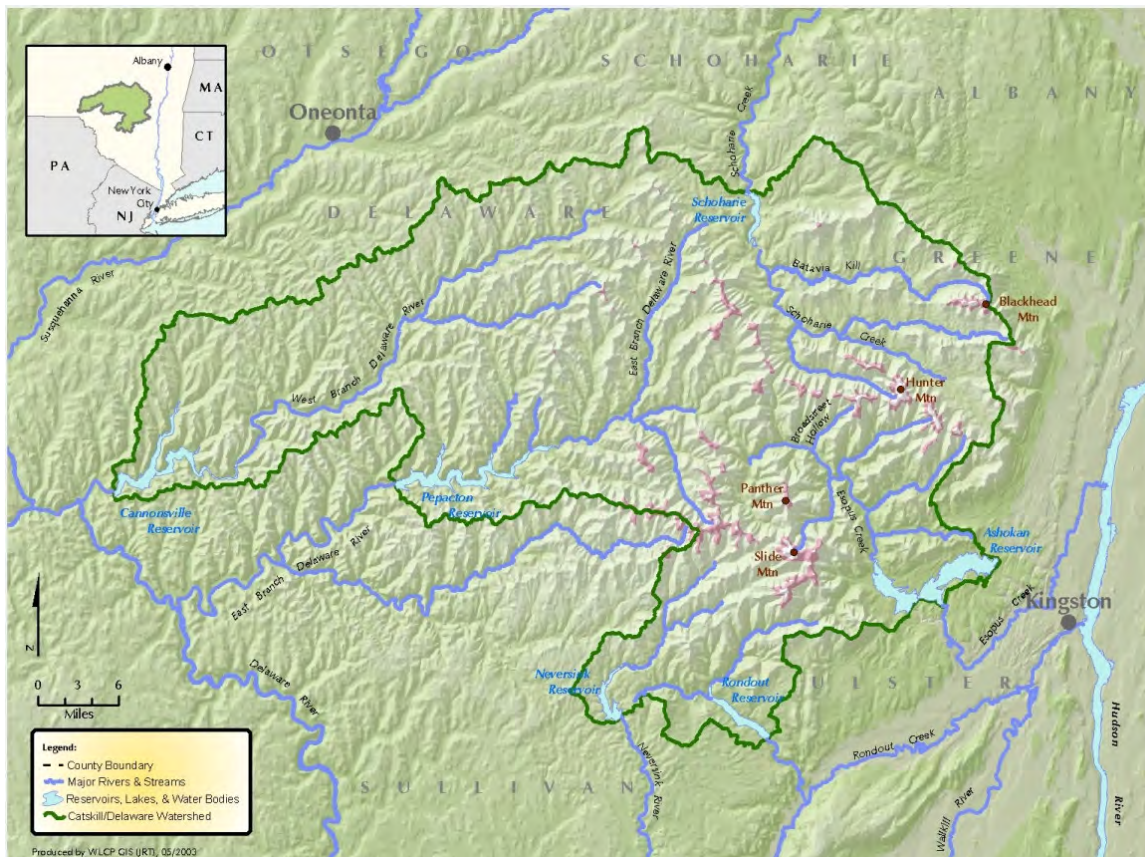 OTSEGO
SCHOHARIE
ALBANY
Albany
MA
CT
PA
New York
City
NJ
Oneonta
Schoharie Creek
DELAWARE
Schoharie
Reservoir
GREENE
Susquehanna River
East Branch Delaware River
Batavia Kill
Blackhead
Mtn
Schoharie Creek
West Branch Delaware River
Hunter
Mtn
Broadstreet
Hollow
Cannonsville
Reservoir
Pepacton
Reservoir
Panther
Mtn
Esopus Creek
Ashokan
Reservoir
Slide
Mtn
East Branch Delaware River
Esopus Creek
Kingston
N
0 3 6
Miles
Delaware River
Neversink
Reservoir
Rondout
Reservoir
ULSTER
Hudson River
Rondout Creek
Neversink River
Wallkill River
SULLIVAN
Legend:
County Boundary
Major Rivers & Streams
Reservoirs, Lakes, & Water Bodies
Catskill/Delaware Watershed
Produced by WLCP GIS (JRT), 05/2003